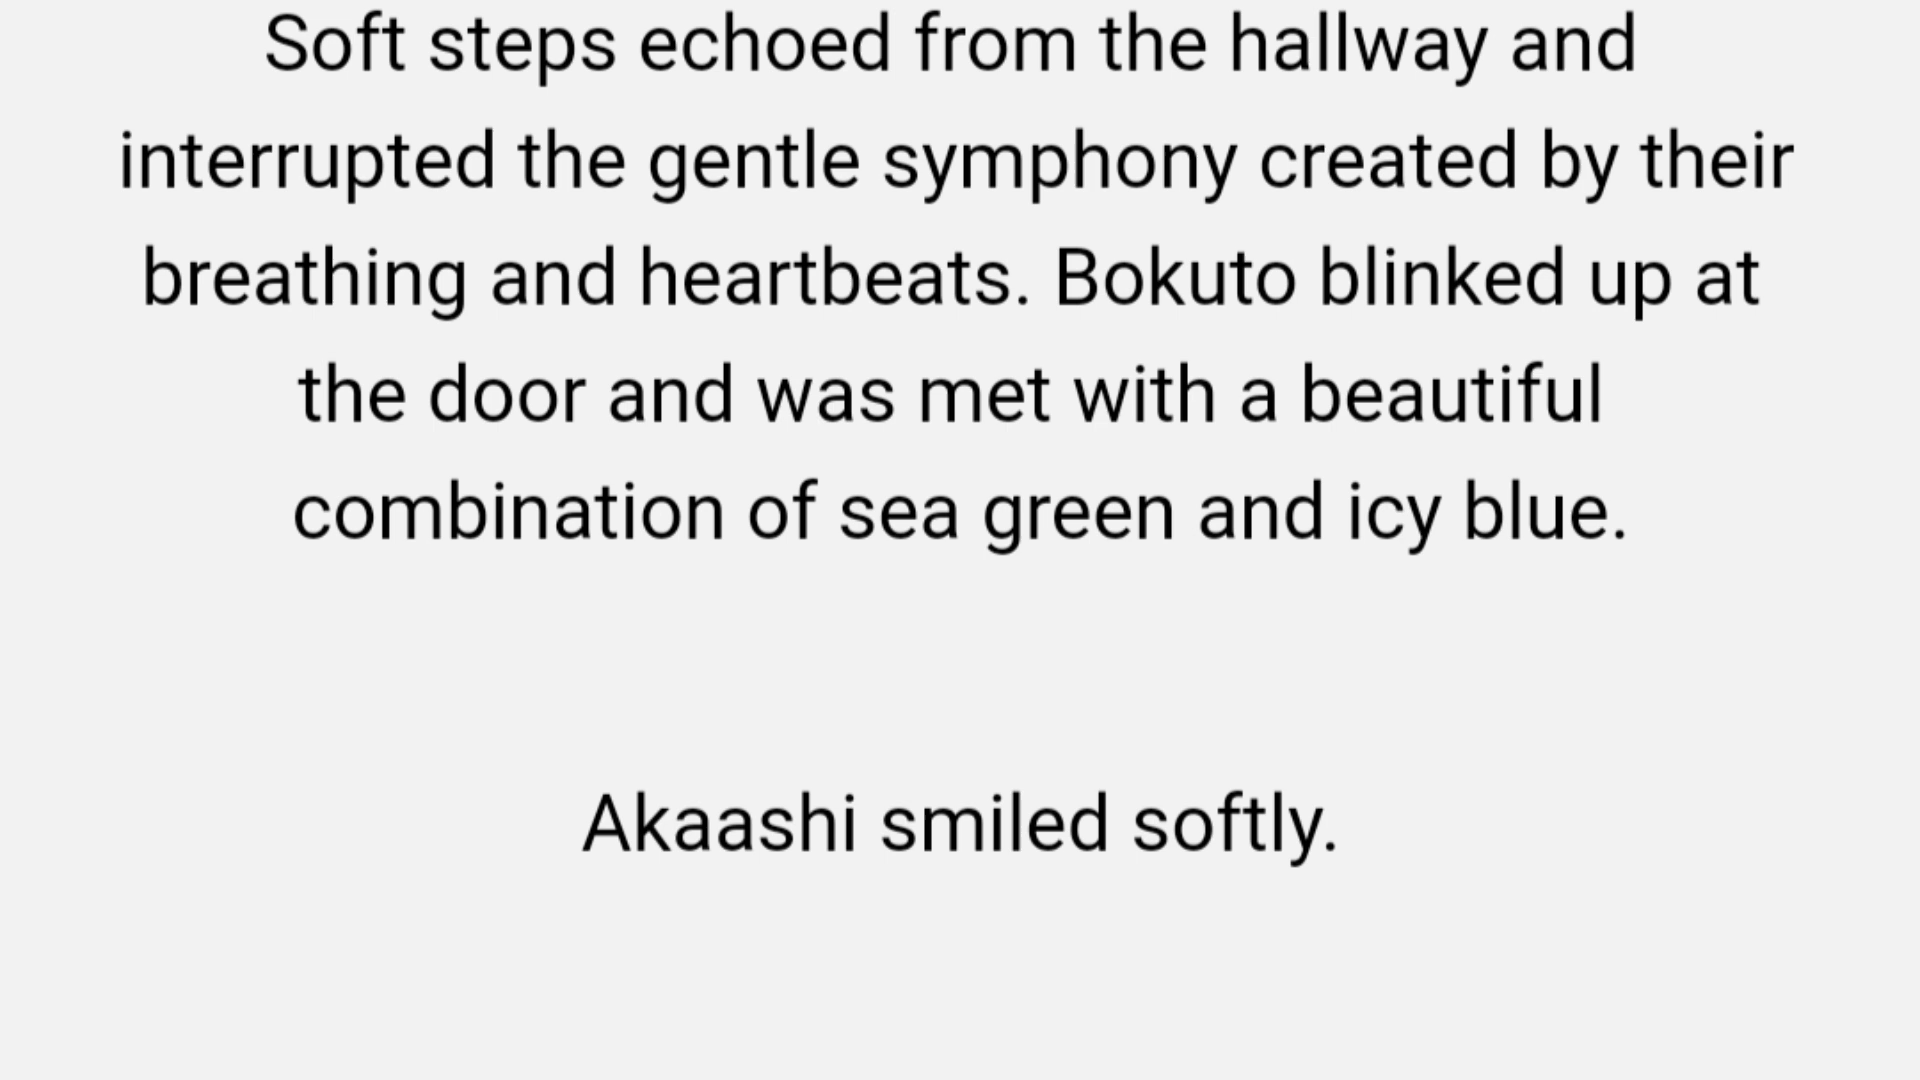 Soft steps echoed from the hallway and
interrupted the gentle symphony created by their
breathing and heartbeats. Bokuto blinked up at
the door and was met with a beautiful
combination of sea green and icy blue.
Akaashi smiled softly.